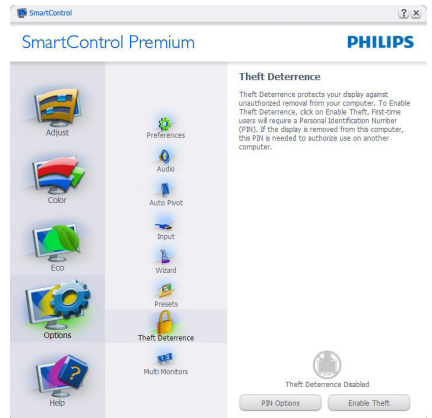 SmartControl
? ×
SmartControl Premium
PHILIPS
Adjust
Color
Eco
Options
Help
Preferences
Audio
Auto Pivot
Input
Wizard
Presets
Theft Deterrence
Multi Monitors
Theft Deterrence
Theft Deterrence protects your display against
unauthorized removal from your computer. To Enable
Theft Deterrence, click on Enable Theft. First-time
users will require a Personal Identification Number
(PIN). If the display is removed from this computer,
this PIN is needed to authorize use on another
computer.
Theft Deterrence Disabled
PIN Options
Enable Theft